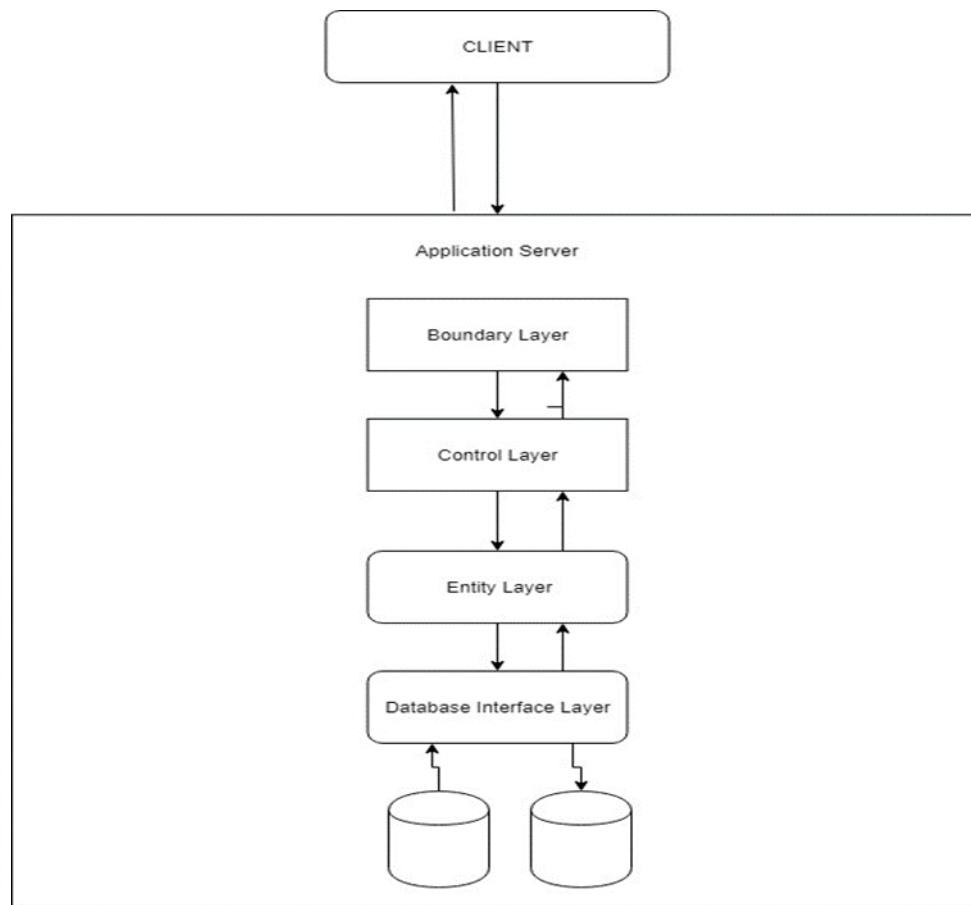 CLIENT
Application Server
Boundary Layer
Control Layer
Entity Layer
Database Interface Layer